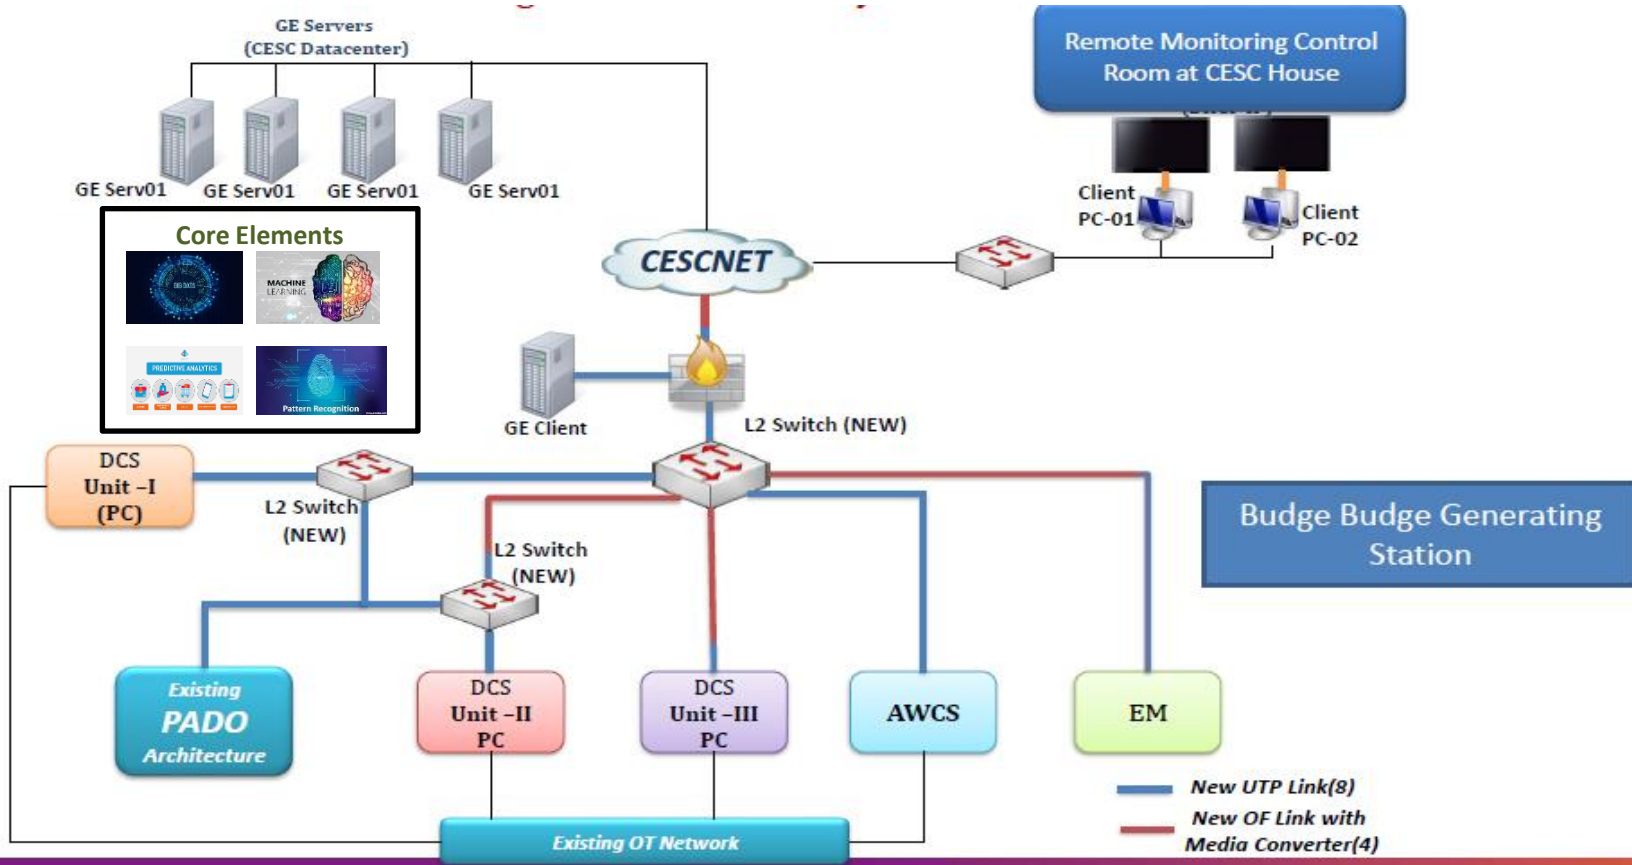 GE Servers
(CESC Datacenter)
Remote Monitoring Control
Room at CESC House
GE Serv01
GE Serv01
GE Serv01
GE Serv01
Client
PC-01
Client
PC-02
Core Elements
BIG DATA
MACHINE
LEARNING
PREDICTIVE ANALYTICS
Pattern Recognition
CESCNET
GE Client
L2 Switch (NEW)
DCS
Unit –I
(PC)
L2 Switch
(NEW)
L2 Switch
(NEW)
Budge Budge Generating
Station
Existing
PADO
Architecture
DCS
Unit –II
PC
DCS
Unit –III
PC
AWCS
EM
New UTP Link(8)
New OF Link with
Media Converter(4)
Existing OT Network